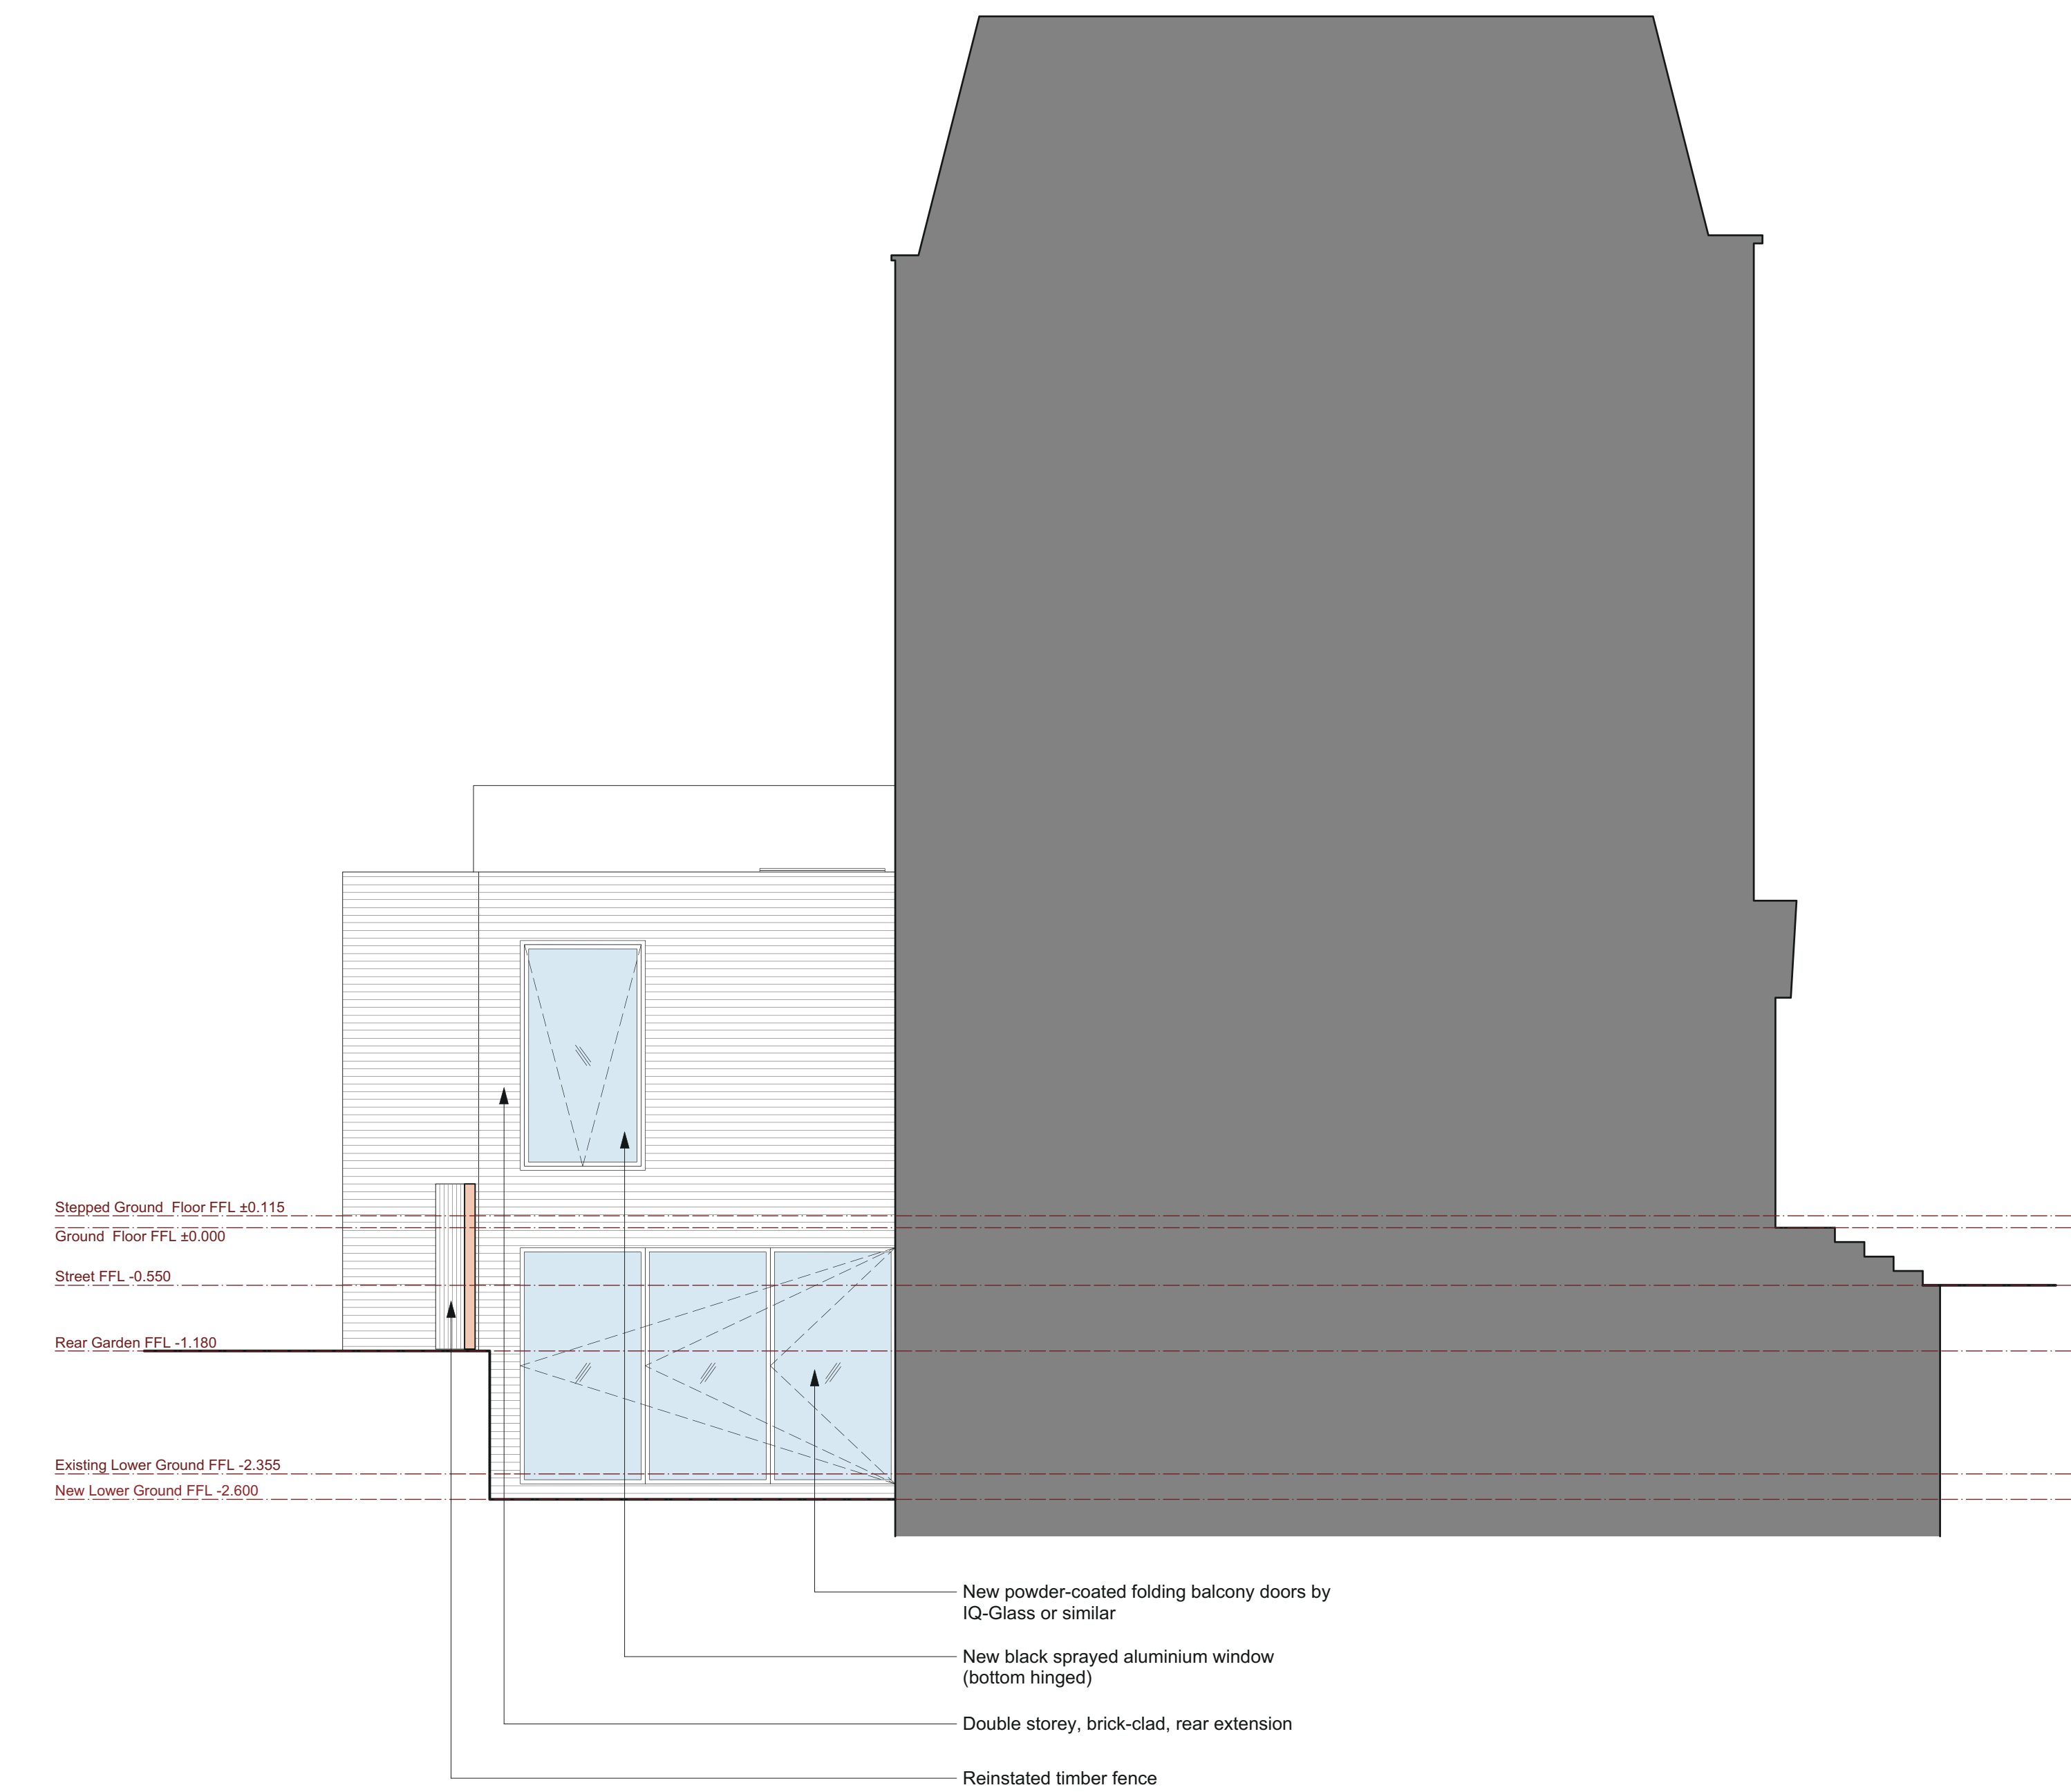 Stepped Ground  Floor FFL ±0.115
Ground  Floor FFL ±0.000
Street FFL -0.550
Rear Garden FFL -1.180
Existing Lower Ground FFL -2.355
New Lower Ground FFL -2.600
New powder-coated folding balcony doors by
IQ-Glass or similar
New black sprayed aluminium window
(bottom hinged)
Double storey, brick-clad, rear extension
Reinstated timber fence